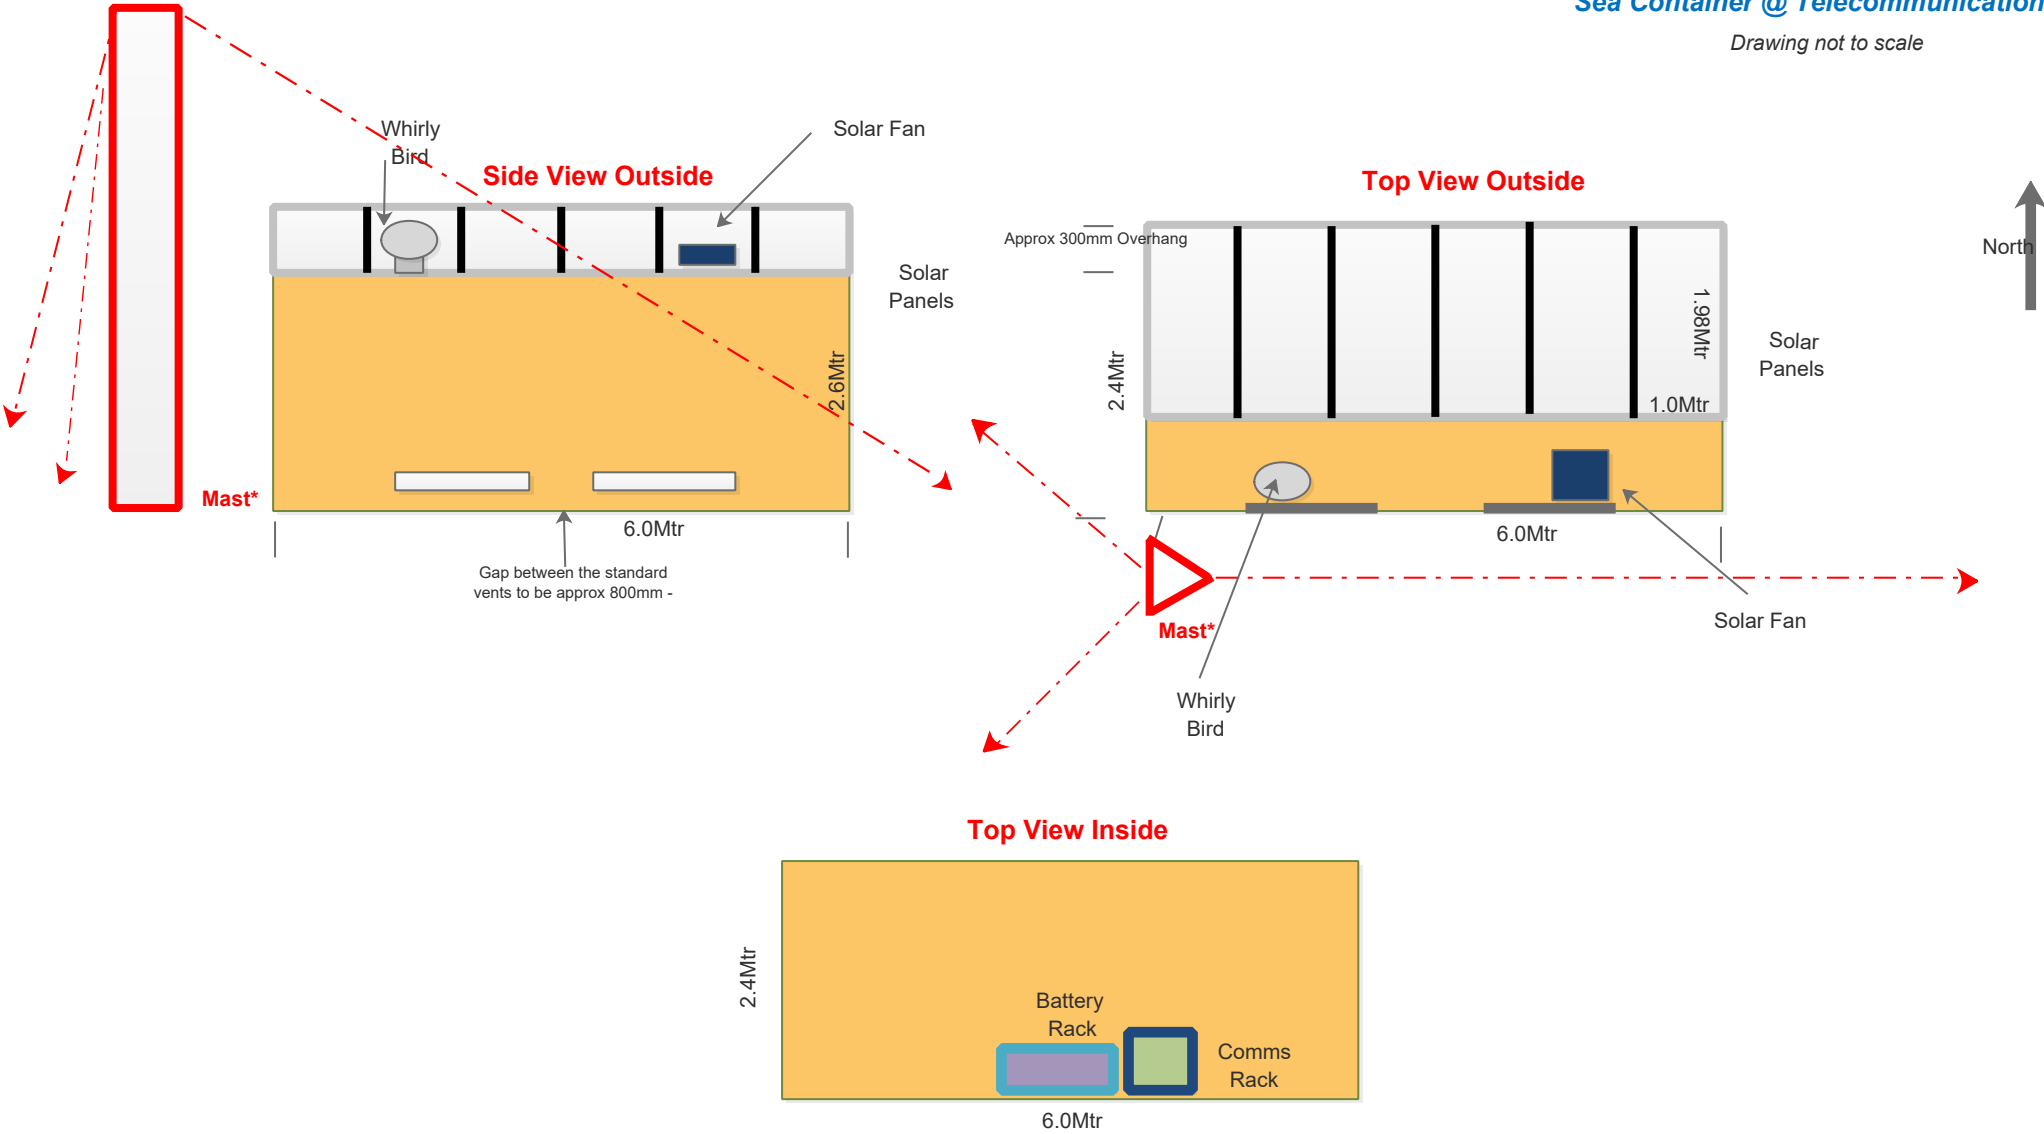 Sea Container @ Telecommunication
Drawing not to scale
Whirly
Bird
Solar Fan
Side View Outside
Top View Outside
Approx 300mm Overhang
North
Solar
Panels
1.98Mtr
Solar
Panels
2.6Mtr
2.4Mtr
1.0Mtr
Mast*
6.0Mtr
6.0Mtr
Gap between the standard
vents to be approx 800mm -
Mast*
Solar Fan
Whirly
Bird
Top View Inside
2.4Mtr
Battery
Rack
Comms
Rack
6.0Mtr